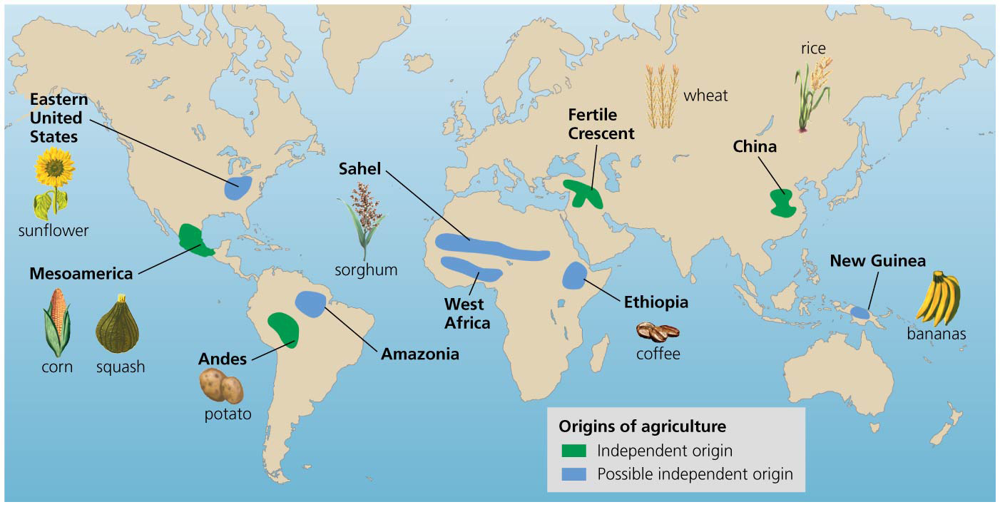 Eastern
United
States
sunflower
Mesoamerica
corn
squash
Andes
potato
Amazonia
Sahel
sorghum
West
Africa
Ethiopia
coffee
Fertile
Crescent
wheat
rice
China
New Guinea
bananas
Origins of agriculture
Independent origin
Possible independent origin